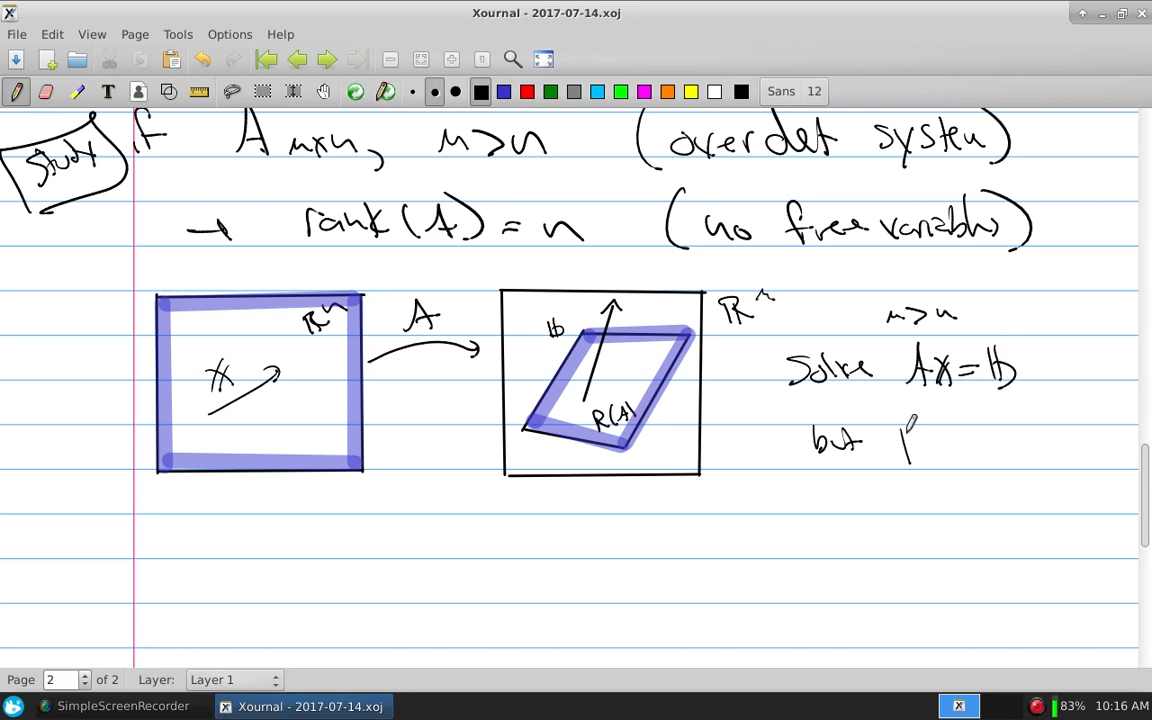 Xournal - 2017-07-14.xoj
File Edit View Page Tools Options Help
Sans 12
Study
If A mxn, m>n (overdet system)
→ rank(A) = n (no free variables)
ℝⁿ A ℝᵐ m>n
x b R(A)
Solve Ax=b
but
Page 2 of 2 Layer: Layer 1
SimpleScreenRecorder Xournal - 2017-07-14.xoj 83% 10:16 AM